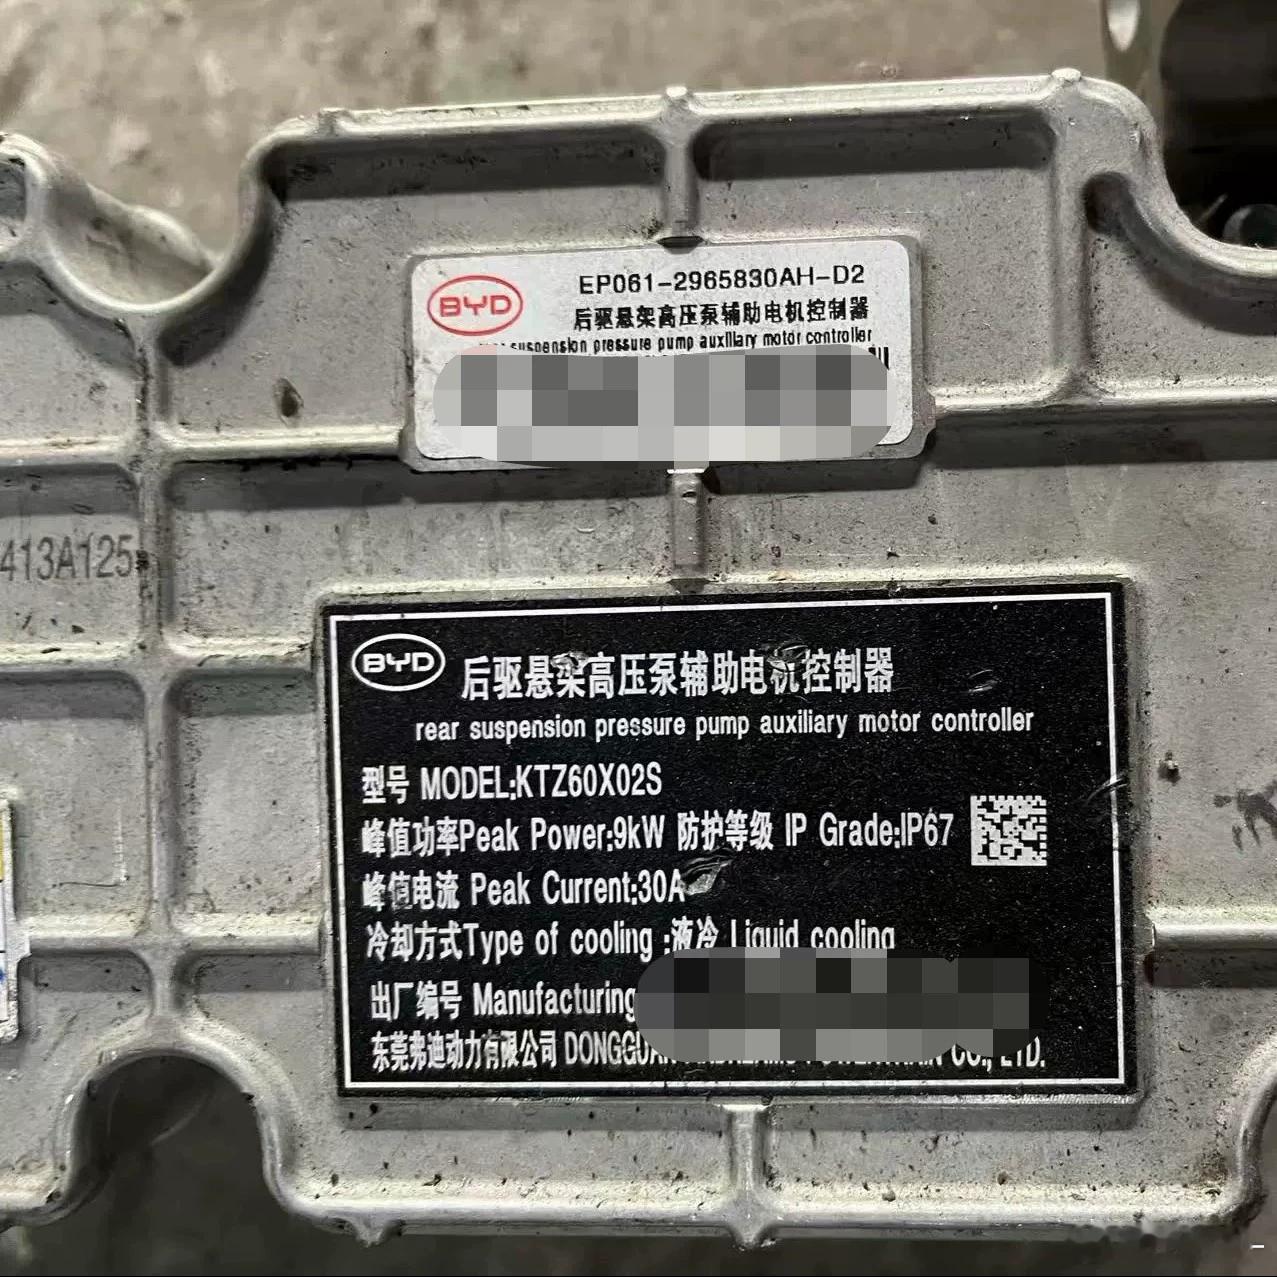 BYD
EP061-2965830AH-D2
后驱悬架高压泵辅助电机控制器
suspension pressure pump auxiliary motor controller
413A125
BYD
后驱悬架高压泵辅助电机控制器
rear suspension pressure pump auxiliary motor controller
型号 MODEL:KTZ60X02S
峰值功率Peak Power:9kW 防护等级 IP Grade:IP67
峰值电流 Peak Current:30A
冷却方式Type of cooling :液冷 Liquid cooling
出厂编号 Manufacturing
东莞弗迪动力有限公司 CO., LTD.